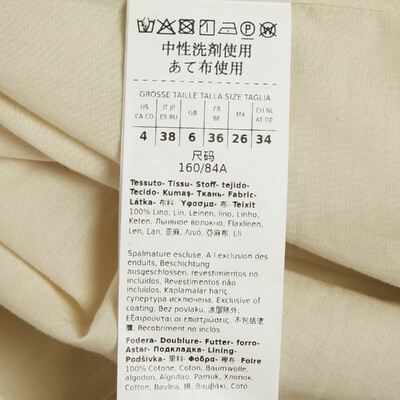 中性洗剤使用
あて布使用
GRÖSSE TAILLE TALLA SIZE TAGLIA
US CA CO IT JP ES RU GB FR BE MX CH NL AT DE
4 38 6 36 26 34
尺码
160/84A
Tessuto- Tissu- Stoff- tejido-
Tecido- Kumaş- Ткань- Fabric-
Látka- 布料- Ύφασμα- 布 Teixit
100% Lino, Lin, Leinen, lino, Linho,
Keten, Льняное волокно, Flaxlinen,
Len, Lan, 亚麻, Λινό, 亞麻布, Lli
Spalmature escluse, A l exclusion des
enduits, Beschichtung
ausgeschlossen, revestimientos no
incluidos, Revestimentos não
incluidos, Kaplamalar hariç,
супертура исключена, Exclusive of
coating, Bez povlaku, 涂层除外,
Εξαιρούνται οι επιστρώσεις, 不包括塗
層, Recobriment no inclòs
Fodera- Doublure- Futter- forro-
Astar- Подкладка- Lining-
Podšívka- 里料- Φόδρα- 裡布- Folre
100% Cotone, Coton, Baumwolle,
algodon, Algodao, Pamuk, Хлопок,
Cotton, Bavlna, 棉, Βαμβάκι, Cotó